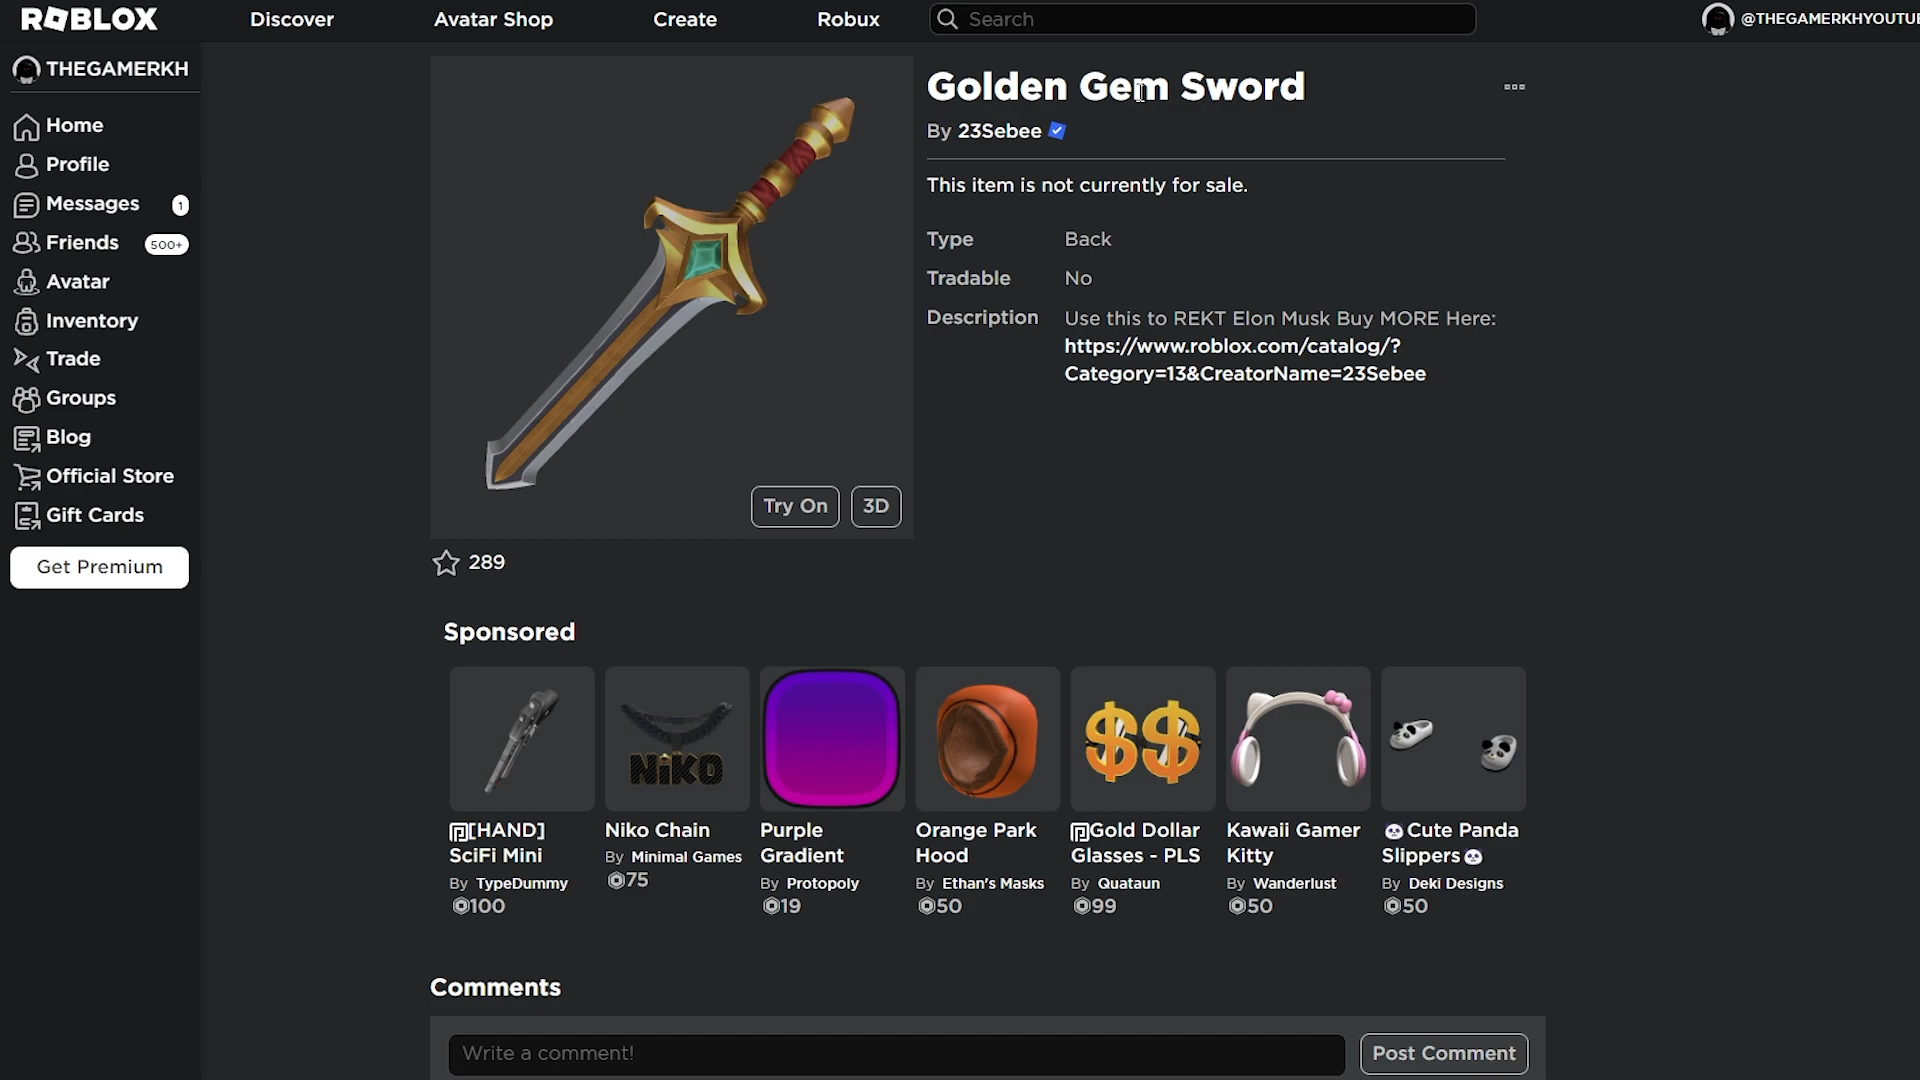 ROBLOX Discover Avatar Shop Create Robux Search @THEGAMERKHYOUTU
THEGAMERKH
Home
Profile
Messages 1
Friends 500+
Avatar
Inventory
Trade
Groups
Blog
Official Store
Gift Cards
Get Premium
Golden Gem Sword
By 23Sebee
This item is not currently for sale.
Type Back
Tradable No
Description Use this to REKT Elon Musk Buy MORE Here:
https://www.roblox.com/catalog/?
Category=13&CreatorName=23Sebee
Try On 3D
289
Sponsored
NIKO
$$
[HAND]
SciFi Mini
By TypeDummy
100
Niko Chain
By Minimal Games
75
Purple
Gradient
By Protopoly
19
Orange Park
Hood
By Ethan's Masks
50
Gold Dollar
Glasses - PLS
By Quataun
99
Kawaii Gamer
Kitty
By Wanderlust
50
🐼Cute Panda
Slippers🐼
By Deki Designs
50
Comments
Write a comment! Post Comment